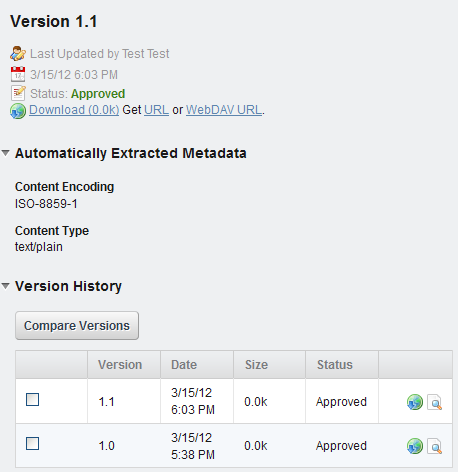 Version 1.1
Last Updated by Test Test
3/15/12 6:03 PM
Status: Approved
Download (0.0k) Get URL or WebDAV URL.
Automatically Extracted Metadata
Content Encoding
ISO-8859-1
Content Type
text/plain
Version History
Compare Versions
Version Date Size Status
1.1 3/15/12 6:03 PM 0.0k Approved
1.0 3/15/12 5:38 PM 0.0k Approved